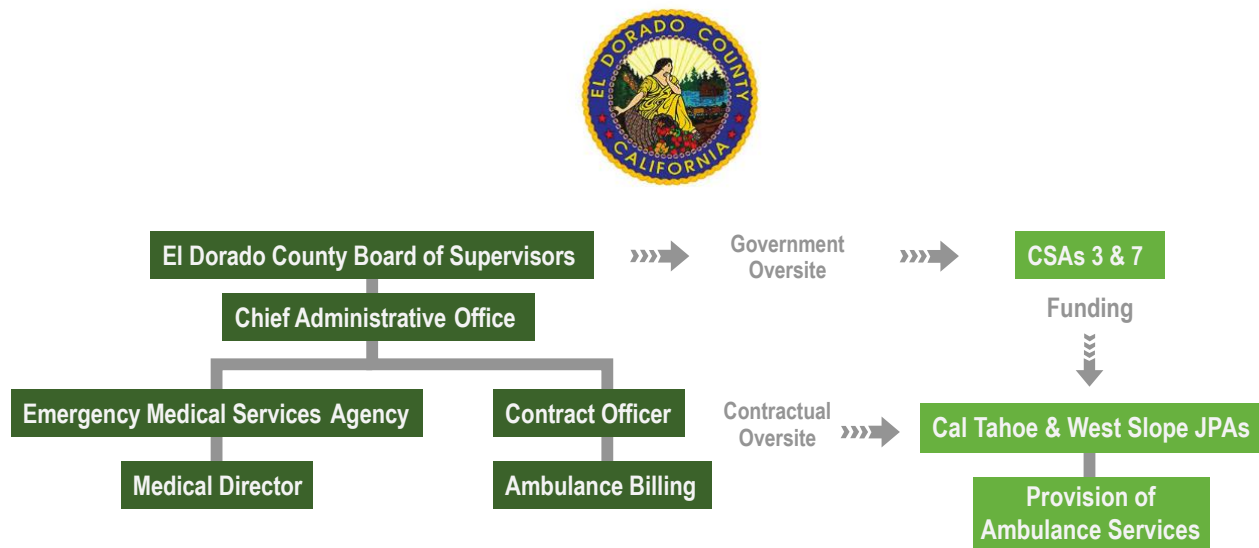 EL DORADO COUNTY
CALIFORNIA
El Dorado County Board of Supervisors
Government
Oversite
CSAs 3 & 7
Chief Administrative Office
Funding
Emergency Medical Services Agency
Contract Officer
Contractual
Oversite
Cal Tahoe & West Slope JPAs
Medical Director
Ambulance Billing
Provision of
Ambulance Services